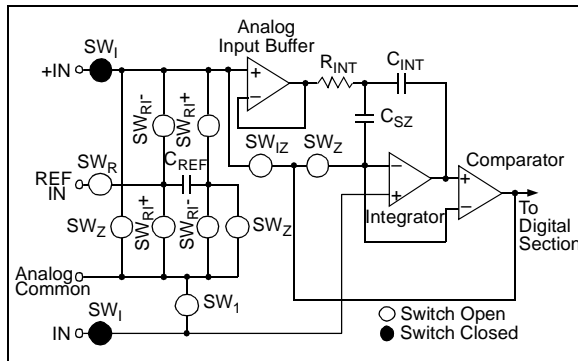 Analog
Input Buffer
SW_I
+IN
R_INT
C_INT
+
−
SW_RI−
SW_RI+
C_SZ
SW_IZ
SW_Z
SW_R
C_REF
REF
IN
−
+
Integrator
Comparator
+
−
To
Digital
Section
SW_Z
SW_RI+
SW_RI−
SW_Z
Analog
Common
SW_I
SW_1
IN
Switch Open
Switch Closed